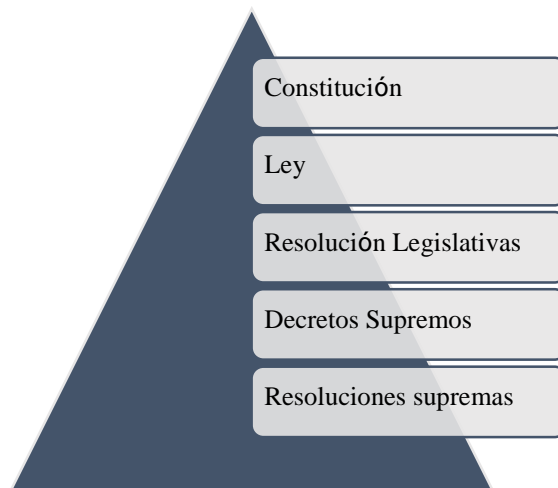 Constitución
Ley
Resolución Legislativas
Decretos Supremos
Resoluciones supremas